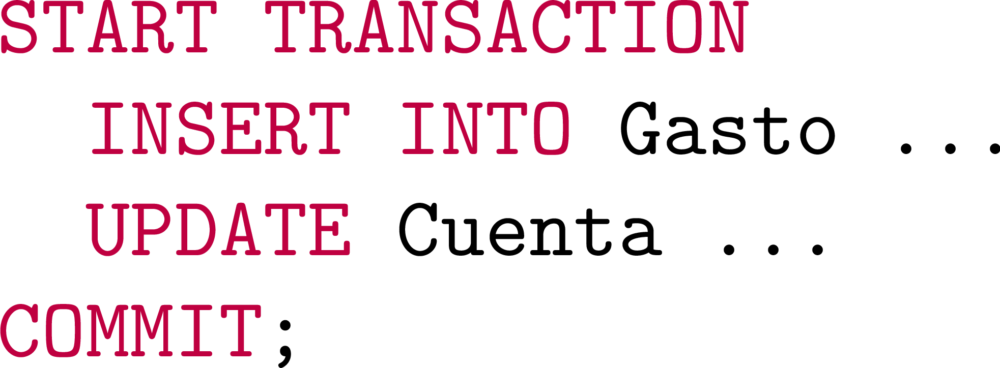 START TRANSACTION
INSERT INTO Gasto ...
UPDATE Cuenta ...
COMMIT;